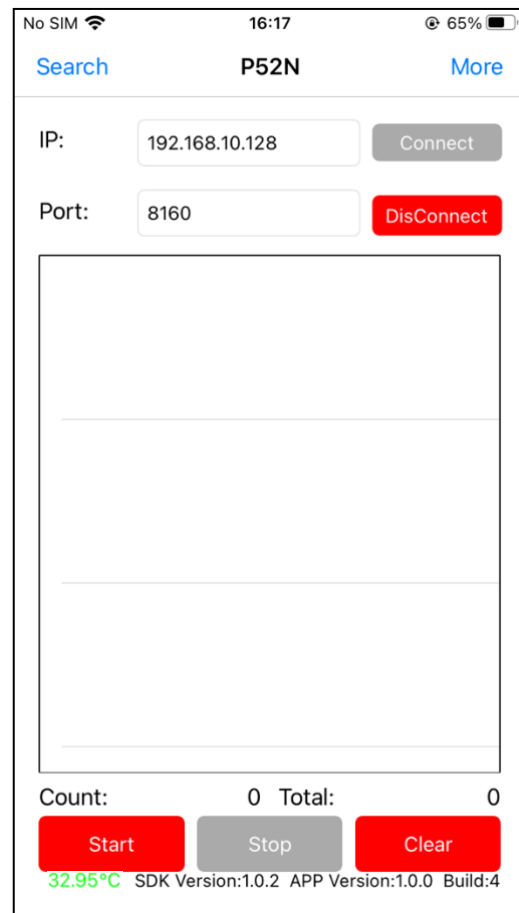 No SIM 16:17 65%
Search P52N More
IP: 192.168.10.128 Connect
Port: 8160 DisConnect
Count: 0 Total: 0
Start Stop Clear
32.95°C SDK Version:1.0.2 APP Version:1.0.0 Build:4